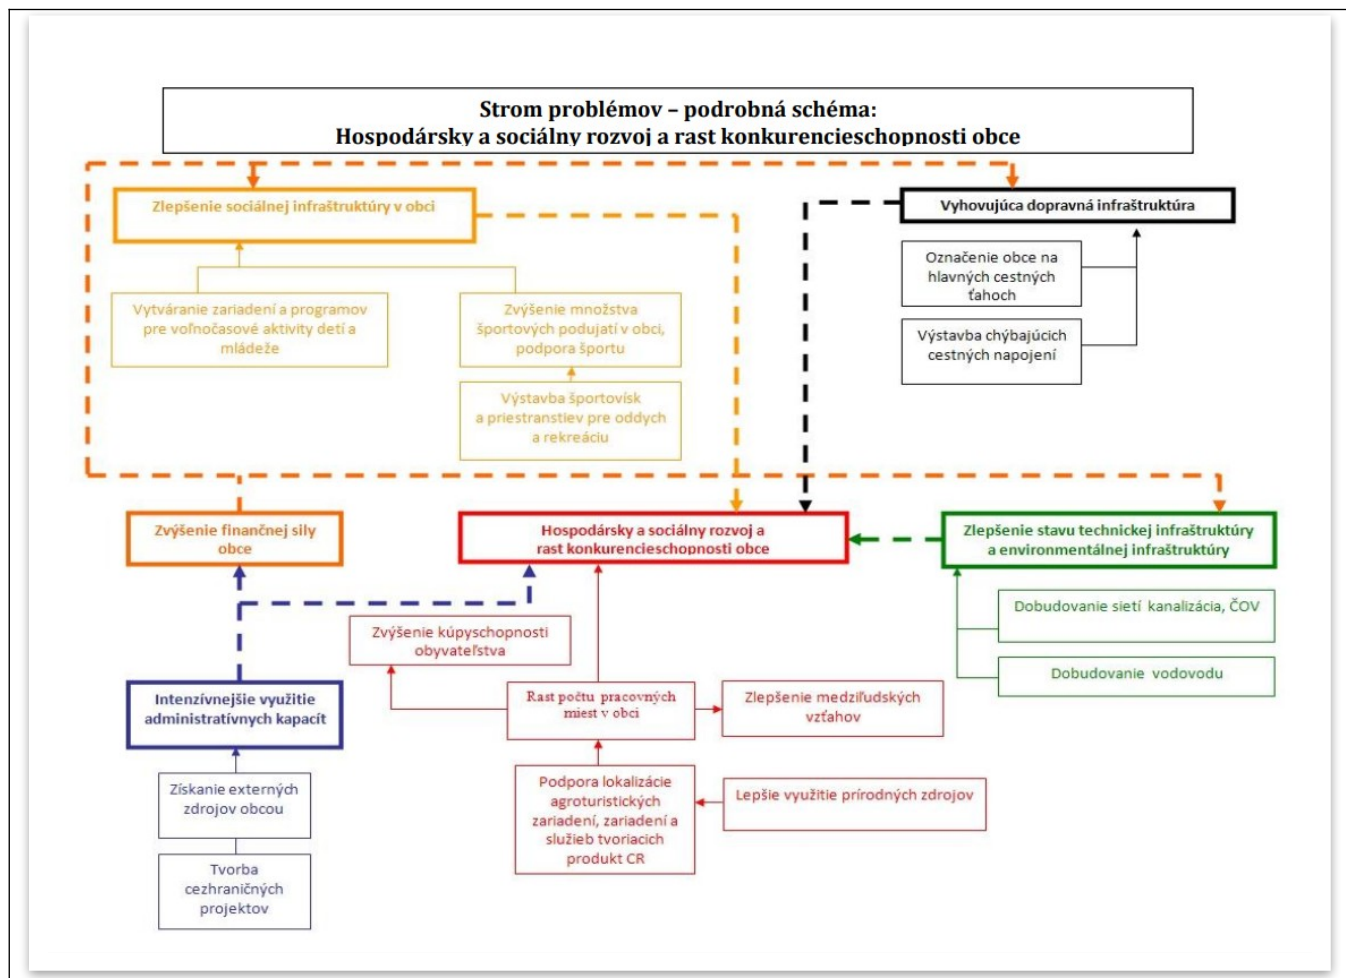 Strom problémov – podrobná schéma:
Hospodársky a sociálny rozvoj a rast konkurencieschopnosti obce
Zlepšenie sociálnej infraštruktúry v obci
Vyhovujúca dopravná infraštruktúra
Označenie obce na
hlavných cestných
ťahoch
Vytváranie zariadení a programov
pre voľnočasové aktivity detí a
mládeže
Zvýšenie množstva
športových podujatí v obci,
podpora športu
Výstavba chýbajúcich
cestných napojení
Výstavba športovísk
a priestranstiev pre oddych
a rekreáciu
Zvýšenie finančnej sily
obce
Hospodársky a sociálny rozvoj a
rast konkurencieschopnosti obce
Zlepšenie stavu technickej infraštruktúry
a environmentálnej infraštruktúry
Dobudovanie sietí kanalizácia, ČOV
Zvýšenie kúpyschopnosti
obyvateľstva
Dobudovanie vodovodu
Intenzívnejšie využitie
administratívnych kapacít
Rast počtu pracovných
miest v obci
Zlepšenie medziľudských
vzťahov
Získanie externých
zdrojov obcou
Podpora lokalizácie
agroturistických
zariadení, zariadení a
služieb tvoriacich
produkt CR
Lepšie využitie prírodných zdrojov
Tvorba
cezhraničných
projektov